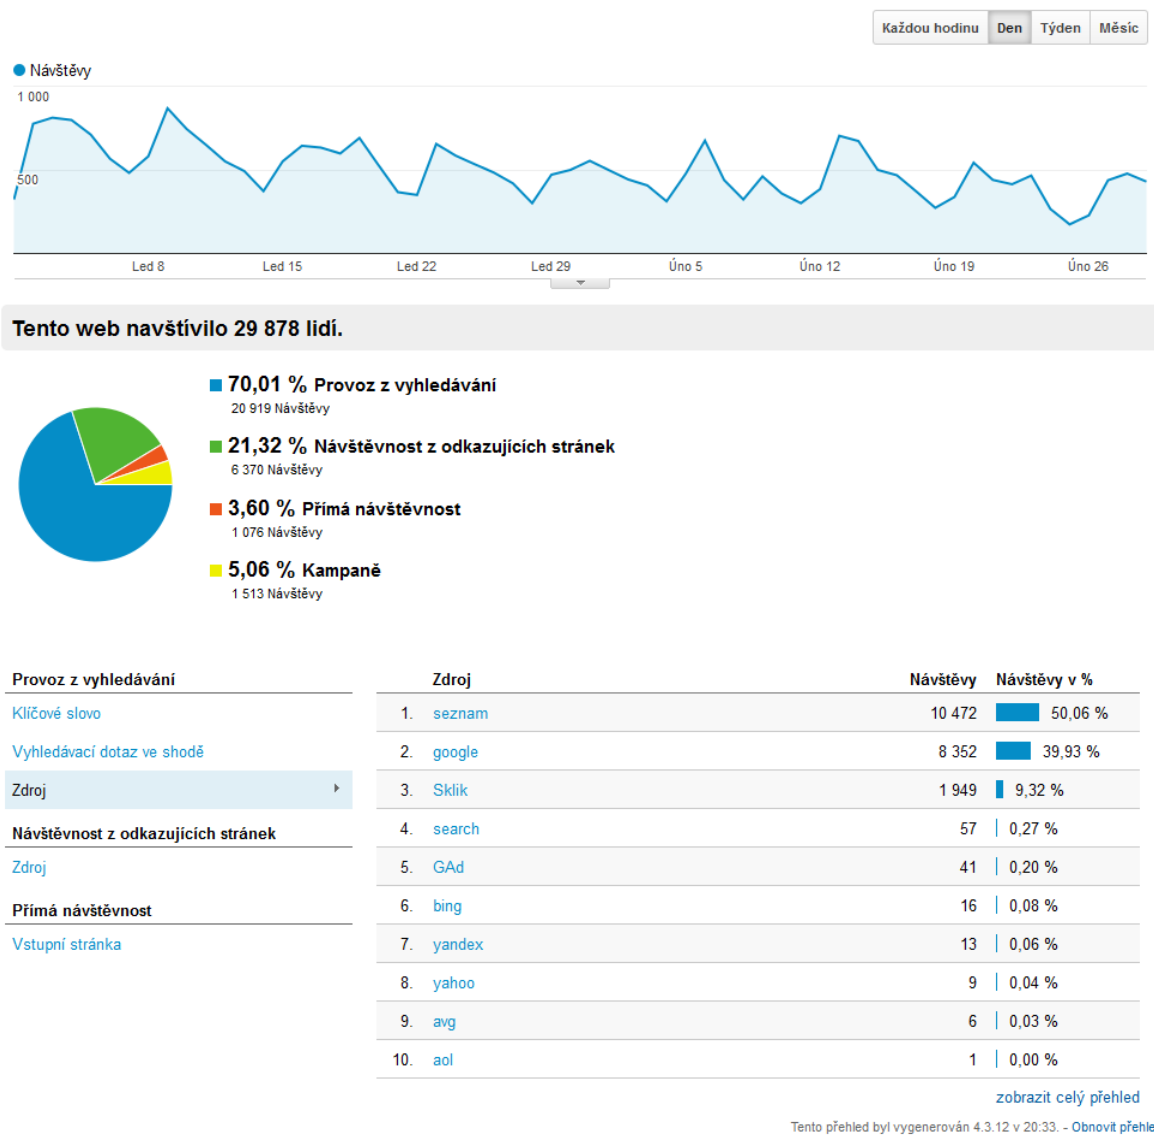 Každou hodinu Den Týden Měsíc
Návštěvy
1 000
500
Led 8 Led 15 Led 22 Led 29 Úno 5 Úno 12 Úno 19 Úno 26
Tento web navštívilo 29 878 lidí.
70,01 % Provoz z vyhledávání
20 919 Návštěvy
21,32 % Návštěvnost z odkazujících stránek
6 370 Návštěvy
3,60 % Přímá návštěvnost
1 076 Návštěvy
5,06 % Kampaně
1 513 Návštěvy
Provoz z vyhledávání
Klíčové slovo
Vyhledávací dotaz ve shodě
Zdroj
Návštěvnost z odkazujících stránek
Zdroj
Přímá návštěvnost
Vstupní stránka
Zdroj Návštěvy Návštěvy v %
1. seznam 10 472 50,06 %
2. google 8 352 39,93 %
3. Sklik 1 949 9,32 %
4. search 57 0,27 %
5. GAd 41 0,20 %
6. bing 16 0,08 %
7. yandex 13 0,06 %
8. yahoo 9 0,04 %
9. avg 6 0,03 %
10. aol 1 0,00 %
zobrazit celý přehled
Tento přehled byl vygenerován 4.3.12 v 20:33. - Obnovit přehle